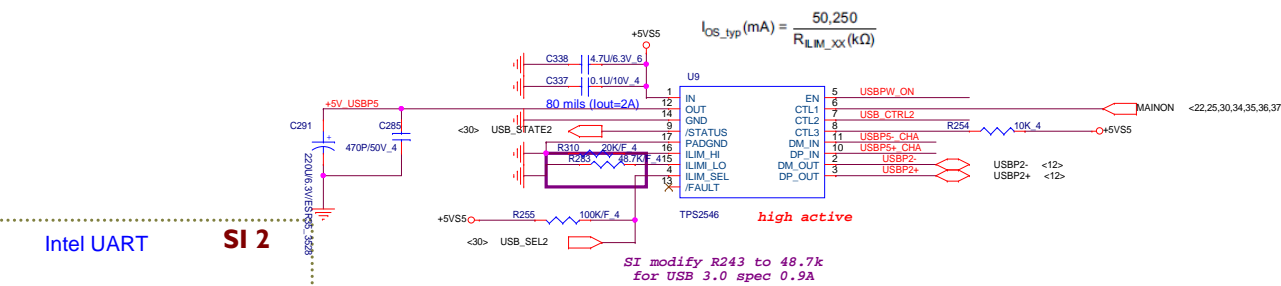 I_OS_typ(mA) = 50,250
R_ILIM_XX(kΩ)
+5VS5
C338 4.7U/6.3V_6
C337 0.1U/10V_4
U9
+5V_USBP5
80 mils (Iout=2A)
1 IN EN 5 USBPW_ON
12 OUT CTL1 6 MAINON <22,25,30,34,35,36,37
14 GND CTL2 7 USB_CTRL2
<30> USB_STATE2 9 /STATUS CTL3 8 R254 10K_4 +5VS5
17 PADGND DM_IN 11 USBP5-_CHA
R310 20K/F_4 16 ILIM_HI DP_IN 10 USBP5+_CHA
R283 48.7K/F_4 15 ILIMI_LO DM_OUT 2 USBP2- USBP2- <12>
4 ILIM_SEL DP_OUT 3 USBP2+ USBP2+ <12>
13 /FAULT
C291 +
220U/6.3V/ESR35_3528
C285
470P/50V_4
TPS2546
high active
+5VS5 R255 100K/F_4
<30> USB_SEL2
Intel UART
SI 2
SI modify R243 to 48.7k
for USB 3.0 spec 0.9A